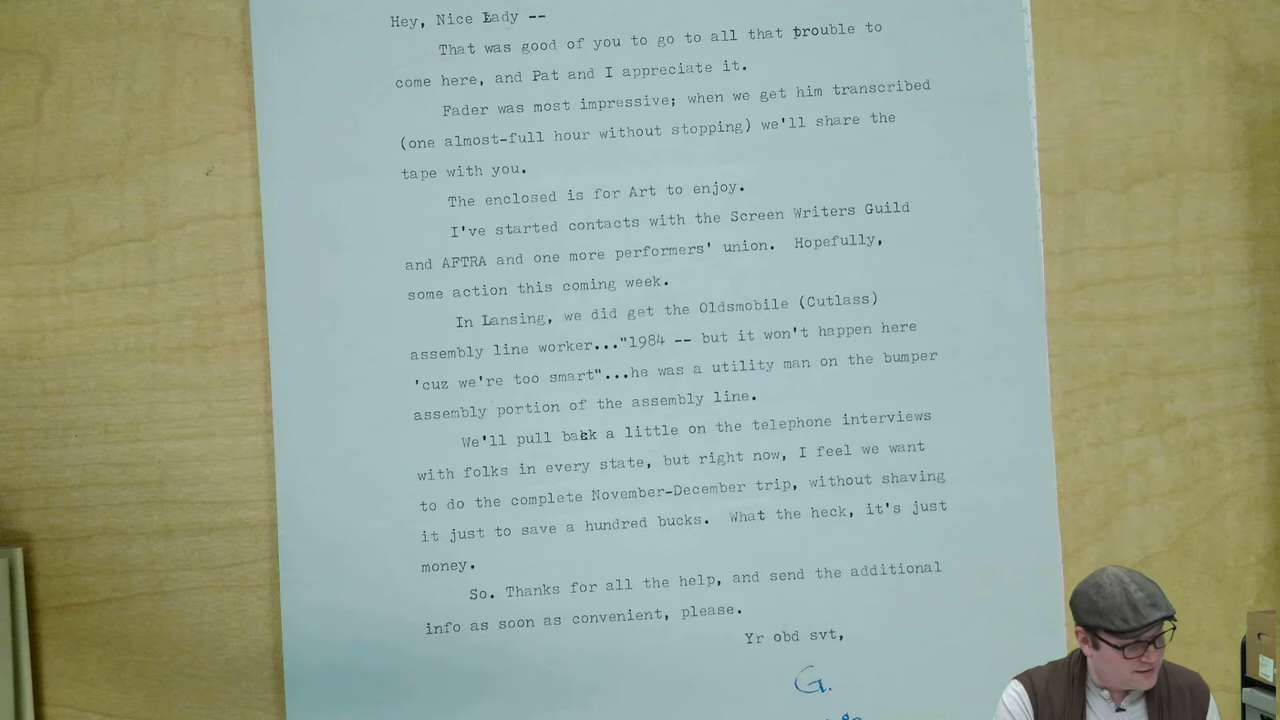 Hey, Nice Lady --
That was good of you to go to all that trouble to
come here, and Pat and I appreciate it.
Fader was most impressive; when we get him transcribed
(one almost-full hour without stopping) we'll share the
tape with you.
The enclosed is for Art to enjoy.
I've started contacts with the Screen Writers Guild
and AFTRA and one more performers' union. Hopefully,
some action this coming week.
In Lansing, we did get the Oldsmobile (Cutlass)
assembly line worker..."1984 -- but it won't happen here
'cuz we're too smart"...he was a utility man on the bumper
assembly portion of the assembly line.
We'll pull back a little on the telephone interviews
with folks in every state, but right now, I feel we want
to do the complete November-December trip, without shaving
it just to save a hundred bucks. What the heck, it's just
money.
So. Thanks for all the help, and send the additional
info as soon as convenient, please.
Yr obd svt,
G.